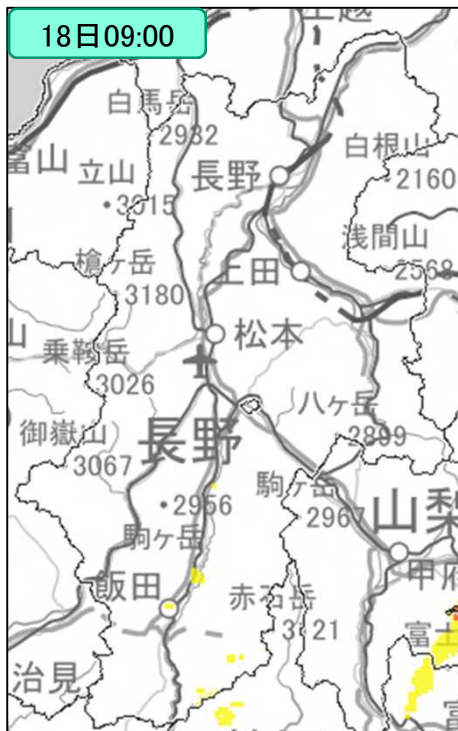 18日09:00
上越
白馬岳
2932
富山
立山
・3015
長野
白根山
・2160
浅間山
・2568
槍ヶ岳
・3180
上田
松本
乗鞍岳
・3026
八ヶ岳
・2899
御嶽山
・3067
長野
駒ヶ岳
・2967
・2956
駒ヶ岳
山梨
甲府
飯田
赤石岳
3121
富士
治見
富